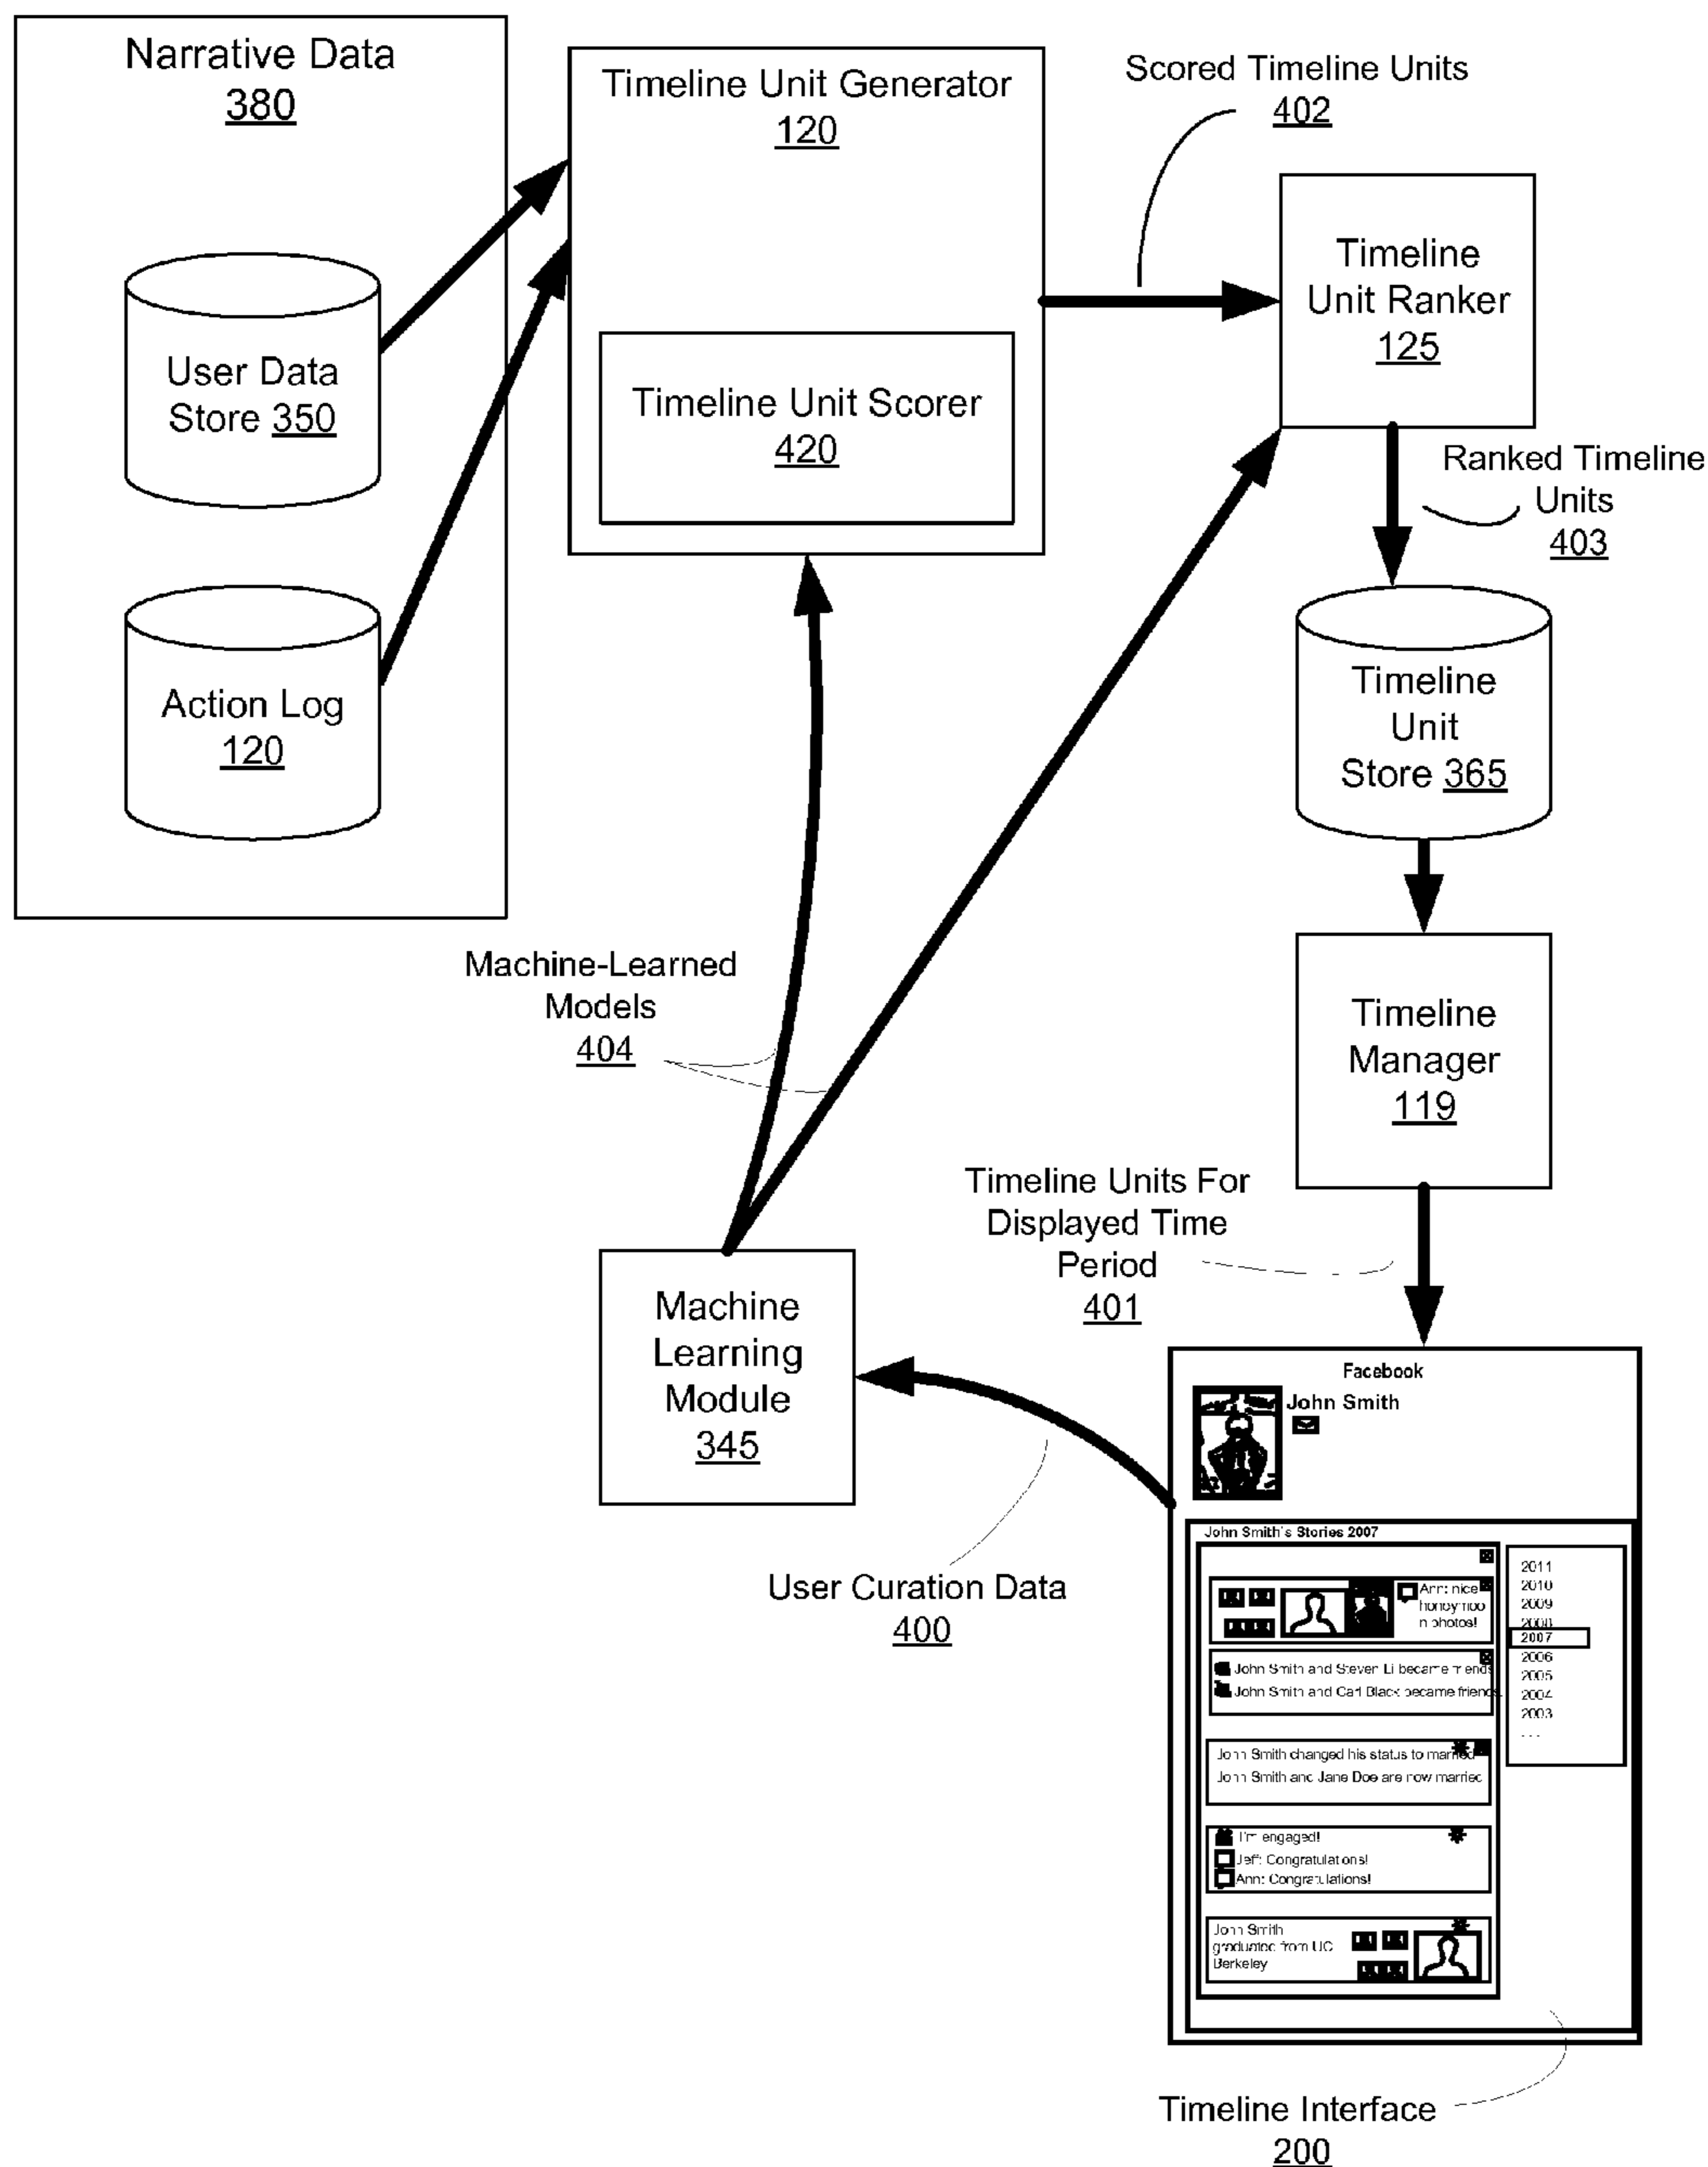 Narrative Data
380
User Data
Store 350
Action Log
120
Timeline Unit Generator
120
Timeline Unit Scorer
420
Scored Timeline Units
402
Timeline
Unit Ranker
125
Ranked Timeline
Units
403
Timeline
Unit
Store 365
Timeline
Manager
119
Machine-Learned
Models
404
Timeline Units For
Displayed Time
Period
401
Machine
Learning
Module
345
User Curation Data
400
Facebook
John Smith
John Smith's Stories 2007
Ann: nice
honeymoo
n photos!
John Smith and Steven Li became friends
John Smith and Carl Black became friends
John Smith changed his status to married
John Smith and Jane Doe are now married
I'm engaged!
Jeff: Congratulations!
Ann: Congratulations!
John Smith
graduated from UC
Berkeley
2011
2010
2009
2008
2007
2006
2005
2004
2003
...
Timeline Interface
200